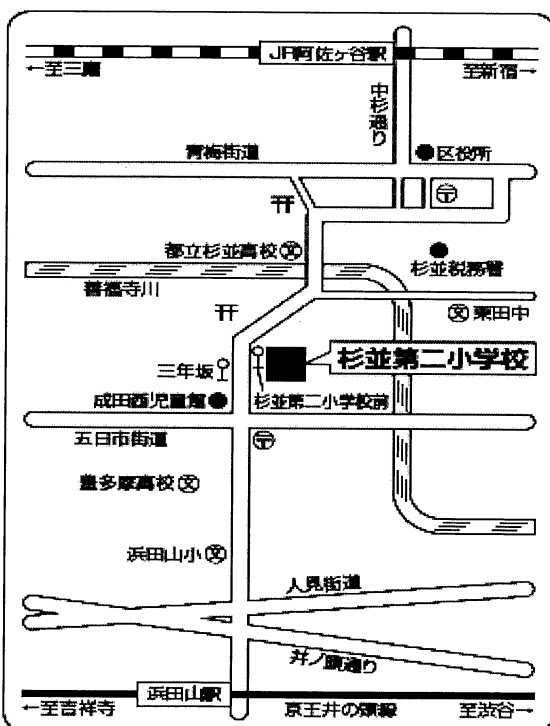 JR阿佐ヶ谷駅
←至三鷹
至新宿→
中杉通り
青梅街道
区役所
〒
都立杉並高校 文
杉並税務署
善福寺川
文 東田中
三年坂
杉並第二小学校
成田西児童館
杉並第二小学校前
五日市街道
〒
豊多摩高校 文
浜田山小 文
人見街道
井ノ頭通り
浜田山駅
←至吉祥寺
京王井の頭線
至渋谷→